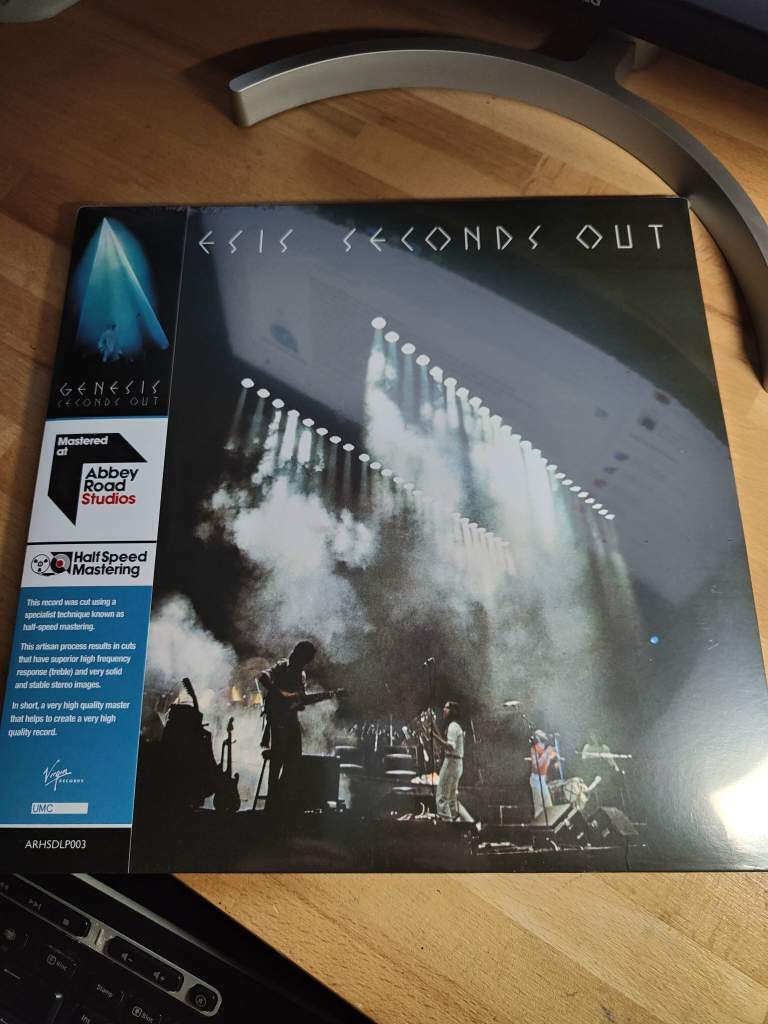 ESIS SECONDS OUT
GENESIS
SECONDS OUT
Mastered
at
Abbey
Road
Studios
Half Speed
Mastering
This record was cut using a
specialist technique known as
half-speed mastering.
This artisan process results in cuts
that have superior high frequency
response (treble) and very solid
and stable stereo images.
In short, a very high quality master
that helps to create a very high
quality record.
Virgin
RECORDS
UMC
ARHSDLP003